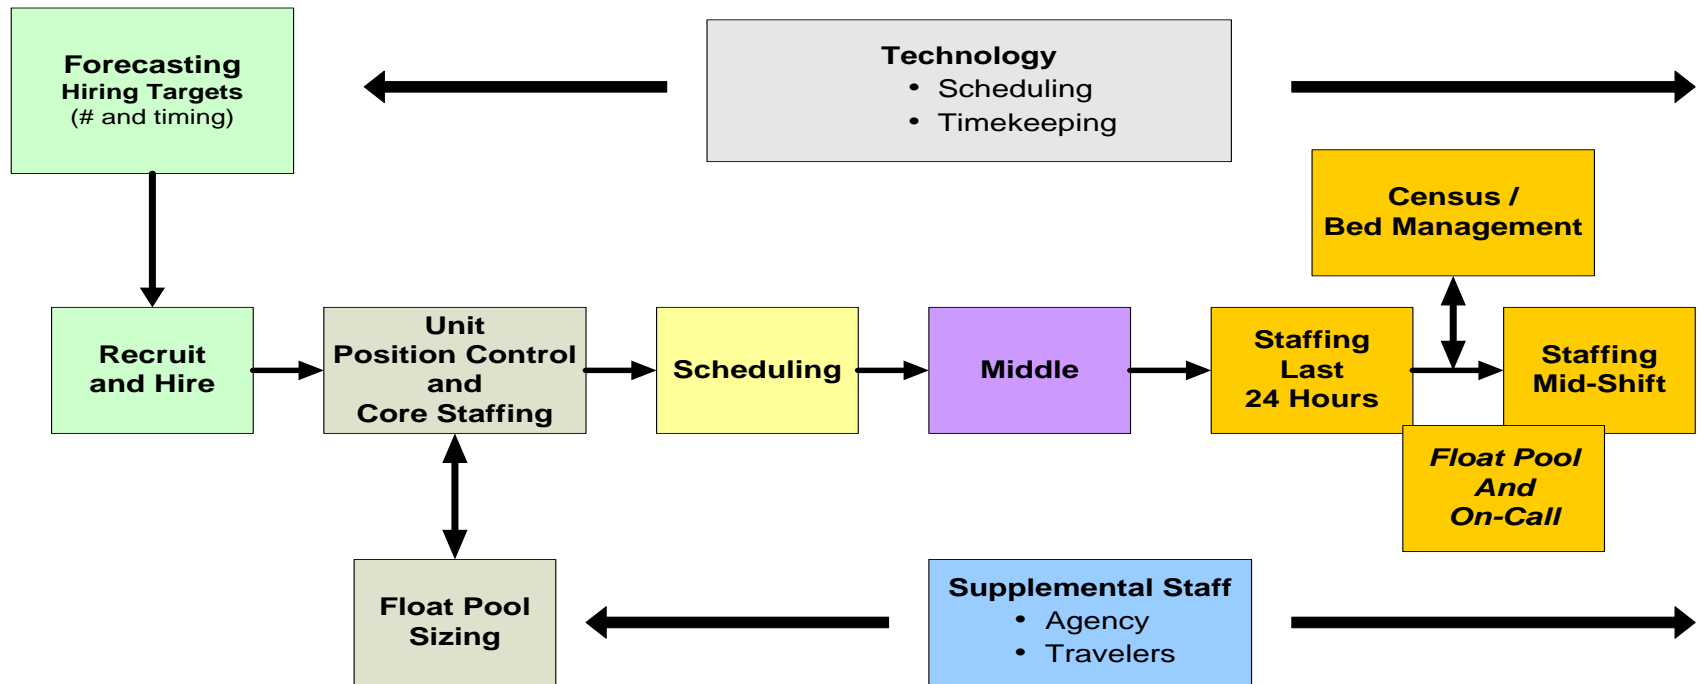 Forecasting
Hiring Targets
(# and timing)
Technology
• Scheduling
• Timekeeping
Census /
Bed Management
Recruit
and Hire
Unit
Position Control
and
Core Staffing
Scheduling
Middle
Staffing
Last
24 Hours
Staffing
Mid-Shift
Float Pool
And
On-Call
Float Pool
Sizing
Supplemental Staff
• Agency
• Travelers